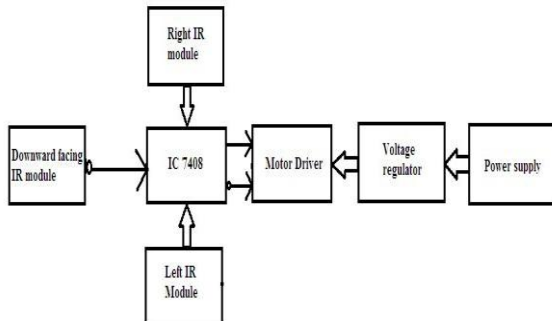 Right IR
module
Downward facing
IR module
IC 7408
Motor Driver
Voltage
regulator
Power supply
Left IR
Module